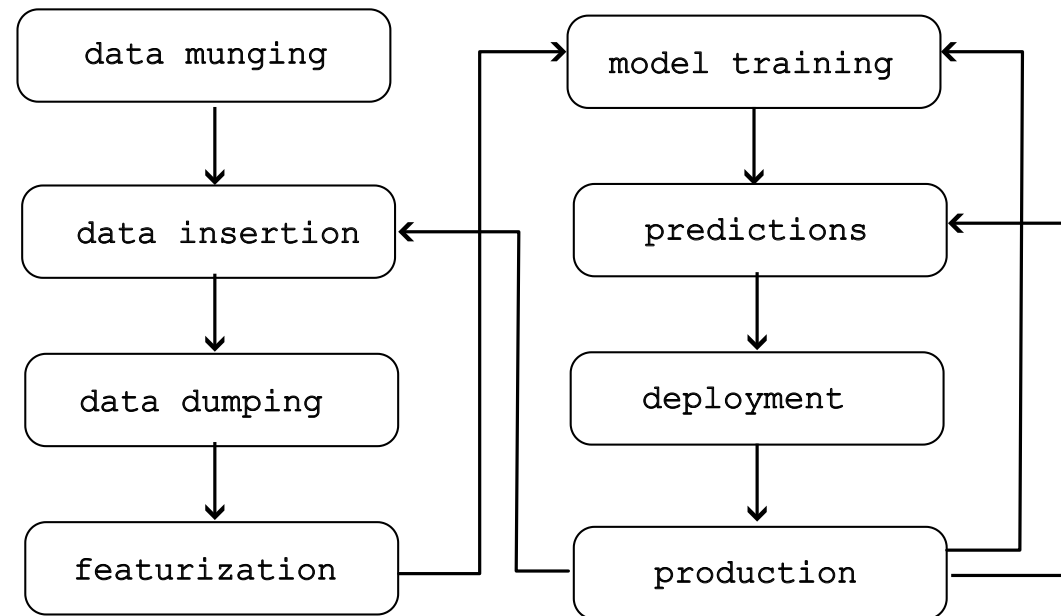 data munging
data insertion
data dumping
featurization
model training
predictions
deployment
production